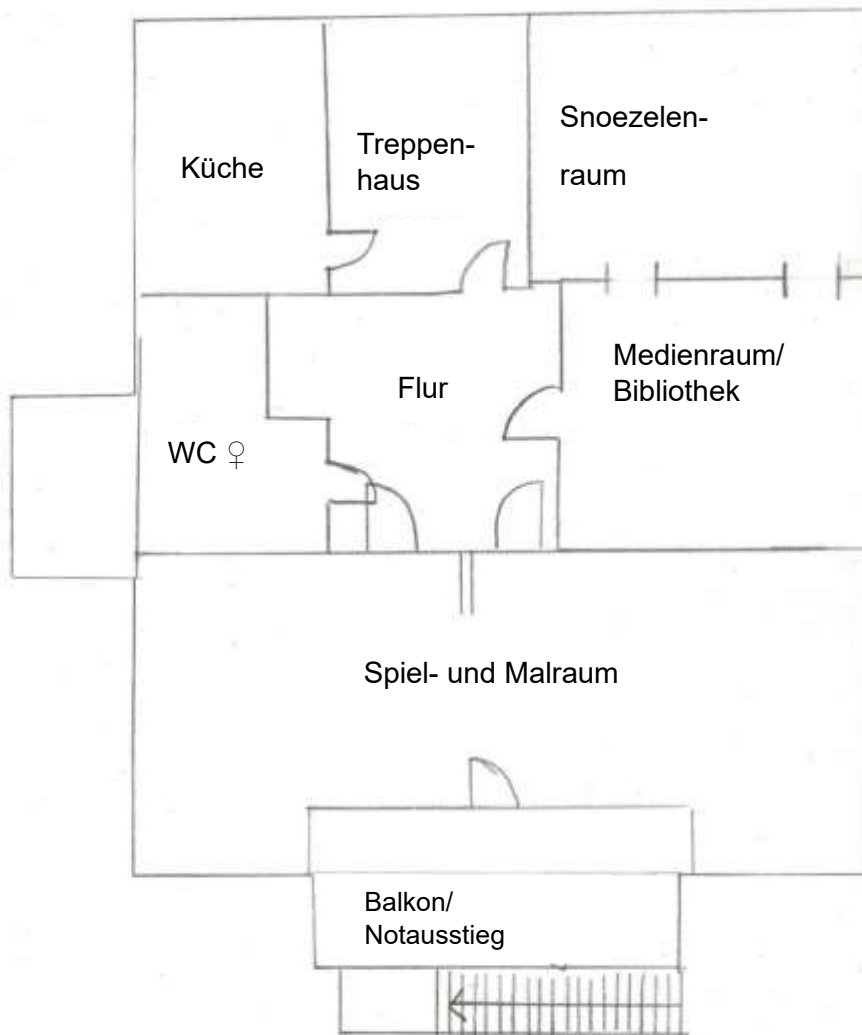 Küche
Treppen-
haus
Snoezelen-
raum
Flur
Medienraum/
Bibliothek
WC ♀
Spiel- und Malraum
Balkon/
Notausstieg